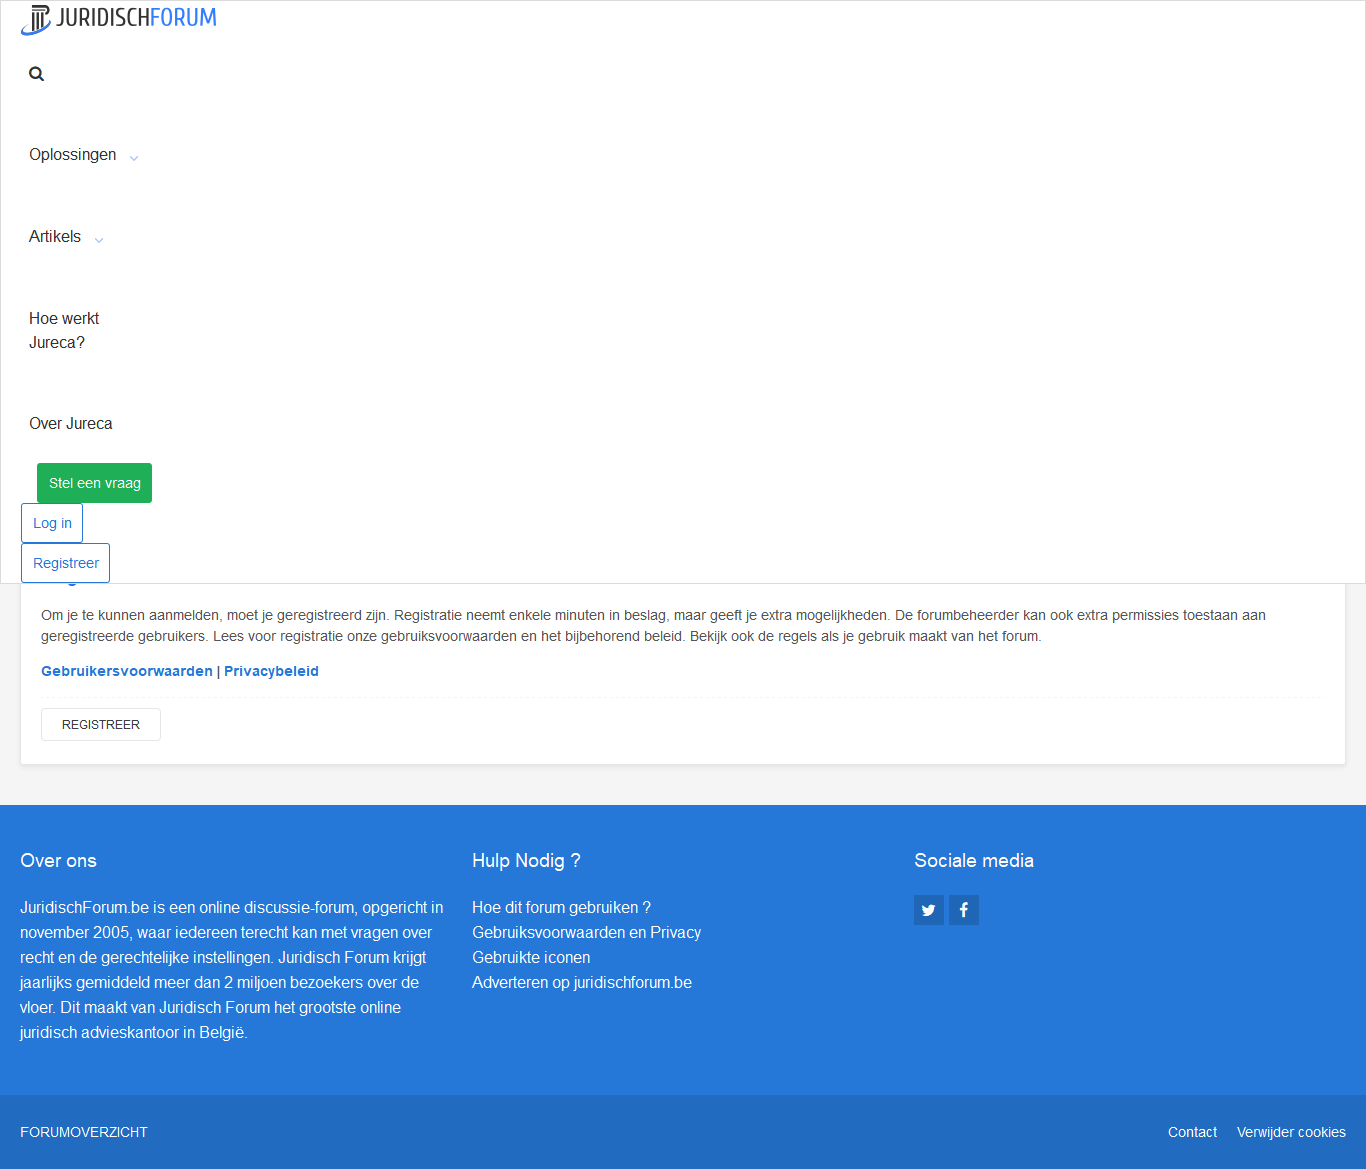 JURIDISCHFORUM
Oplossingen
Artikels
Hoe werkt
Jureca?
Over Jureca
Stel een vraag
Log in
Registreer
Om je te kunnen aanmelden, moet je geregistreerd zijn. Registratie neemt enkele minuten in beslag, maar geeft je extra mogelijkheden. De forumbeheerder kan ook extra permissies toestaan aan
geregistreerde gebruikers. Lees voor registratie onze gebruiksvoorwaarden en het bijbehorend beleid. Bekijk ook de regels als je gebruik maakt van het forum.
Gebruikersvoorwaarden | Privacybeleid
REGISTREER
Over ons
JuridischForum.be is een online discussie-forum, opgericht in
november 2005, waar iedereen terecht kan met vragen over
recht en de gerechtelijke instellingen. Juridisch Forum krijgt
jaarlijks gemiddeld meer dan 2 miljoen bezoekers over de
vloer. Dit maakt van Juridisch Forum het grootste online
juridisch advieskantoor in België.
Hulp Nodig ?
Hoe dit forum gebruiken ?
Gebruiksvoorwaarden en Privacy
Gebruikte iconen
Adverteren op juridischforum.be
Sociale media
FORUMOVERZICHT
Contact Verwijder cookies